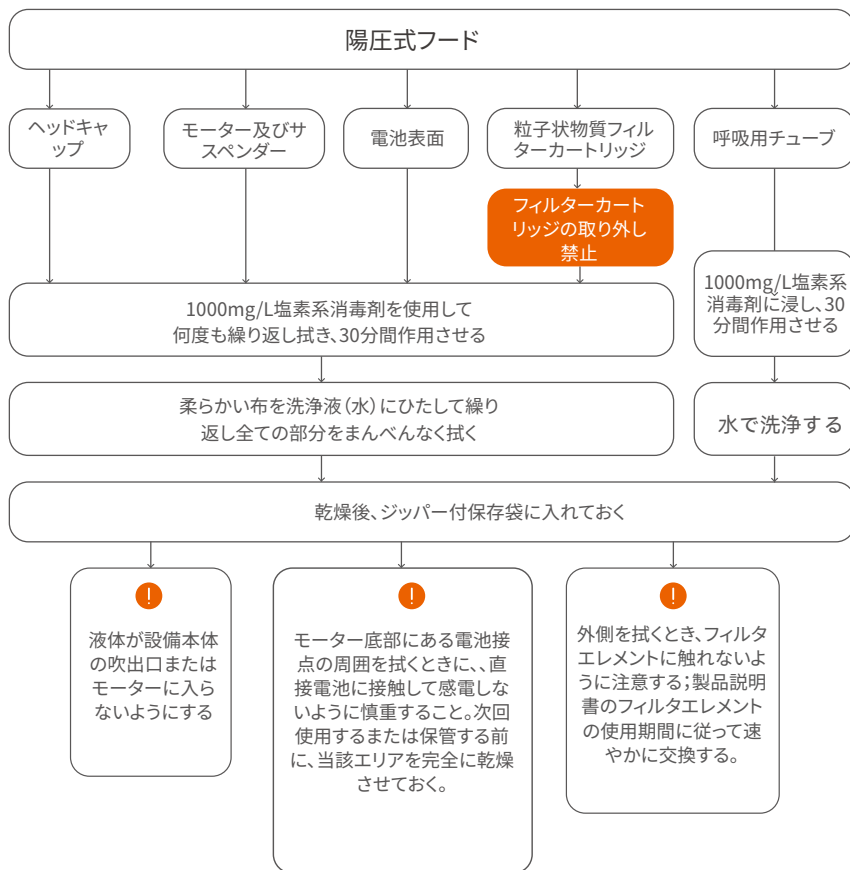 陽圧式フード
ヘッドキャ
ップ
モーター及びサ
スペンダー
電池表面
粒子状物質フィル
ターカートリッジ
呼吸用チューブ
フィルターカート
リッジの取り外し
禁止
1000mg/L塩素系消毒剤を使用して
何度も繰り返し拭き、30分間作用させる
1000mg/L塩素系
消毒剤に浸し、30
分間作用させる
柔らかい布を洗浄液(水)にひたして繰り
返し全ての部分をまんべんなく拭く
水で洗浄する
乾燥後、ジッパー付保存袋に入れておく
!
液体が設備本体
の吹出口または
モーターに入ら
ないようにする
!
モーター底部にある電池接
点の周囲を拭くときに、、直
接電池に接触して感電しな
いように慎重すること。次回
使用するまたは保管する前
に、当該エリアを完全に乾燥
させておく。
!
外側を拭くとき、フィルタ
エレメントに触れないよう
に注意する;製品説明
書のフィルタエレメント
の使用期間に従って速
やかに交換する。